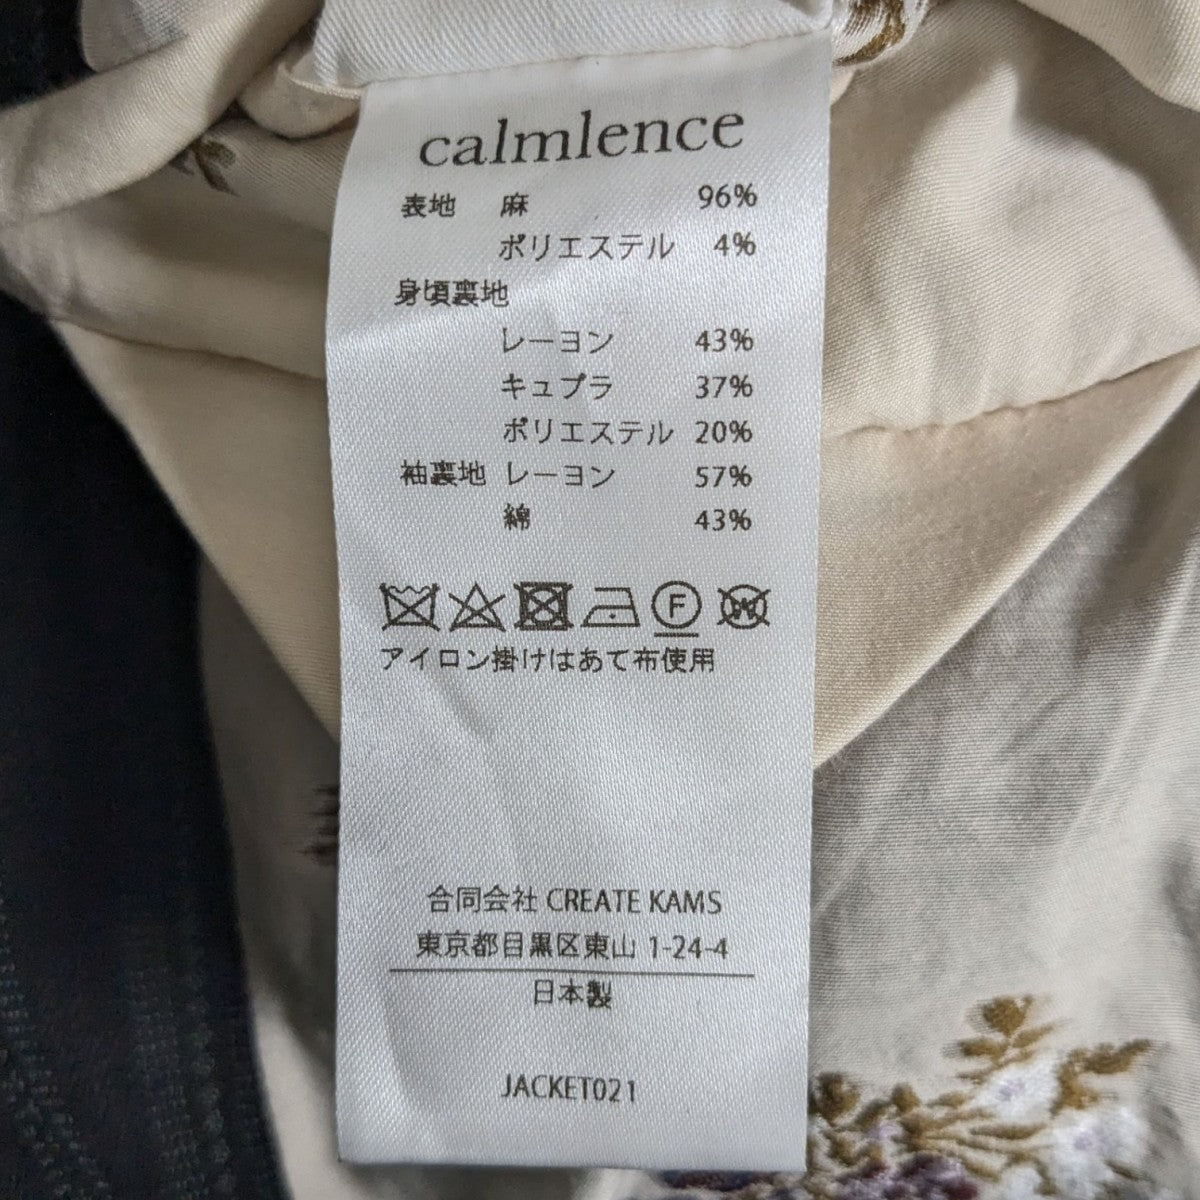 calmlence
表地 麻 96%
ポリエステル 4%
身頃裏地
レーヨン 43%
キュプラ 37%
ポリエステル 20%
袖裏地 レーヨン 57%
綿 43%
F W
アイロン掛けはあて布使用
合同会社 CREATE KAMS
東京都目黒区東山 1-24-4
日本製
JACKET021